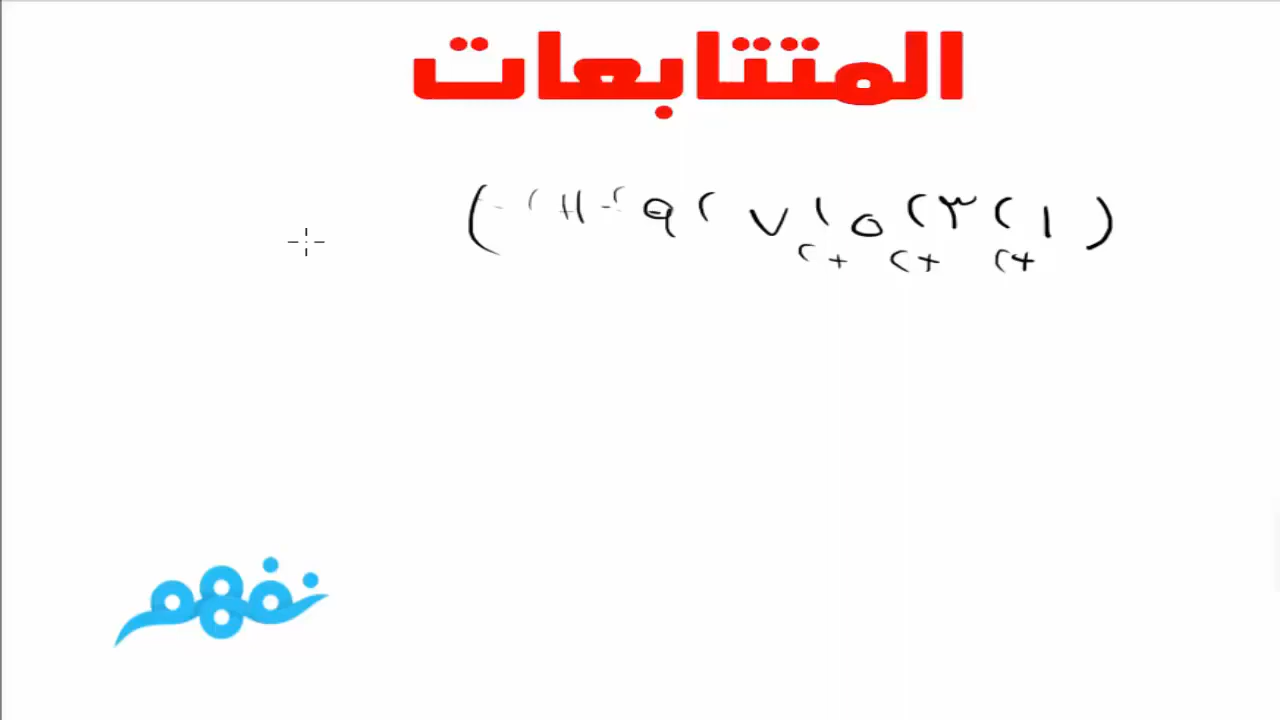 المتتابعات
( ١ ، ٣ ، ٥ ، ٧ ، ٩ ، ١١ ، ... )
+٢ +٢ +٢
نفهم